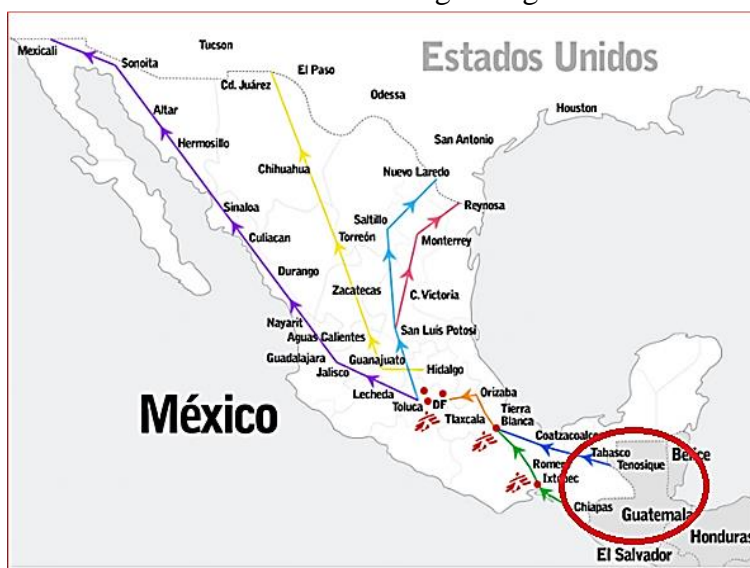 Estados Unidos
Mexicali
Sonoita
Tucson
El Paso
Cd. Juárez
Odessa
Houston
Altar
San Antonio
Hermosillo
Chihuahua
Nuevo Laredo
Sinaloa
Saltillo
Reynosa
Culiacan
Torreón
Monterrey
Durango
Zacatecas
C. Victoria
Nayarit
San Luis Potosí
Aguas Calientes
Guadalajara
Guanajuato
Hidalgo
Jalisco
Lecheda
Orizaba
Toluca
DF
México
Tlaxcala
Tierra
Blanca
Coatzacoalco
Tabasco
Belice
Tenosique
Ixtepec
Chiapas
Guatemala
Honduras
El Salvador